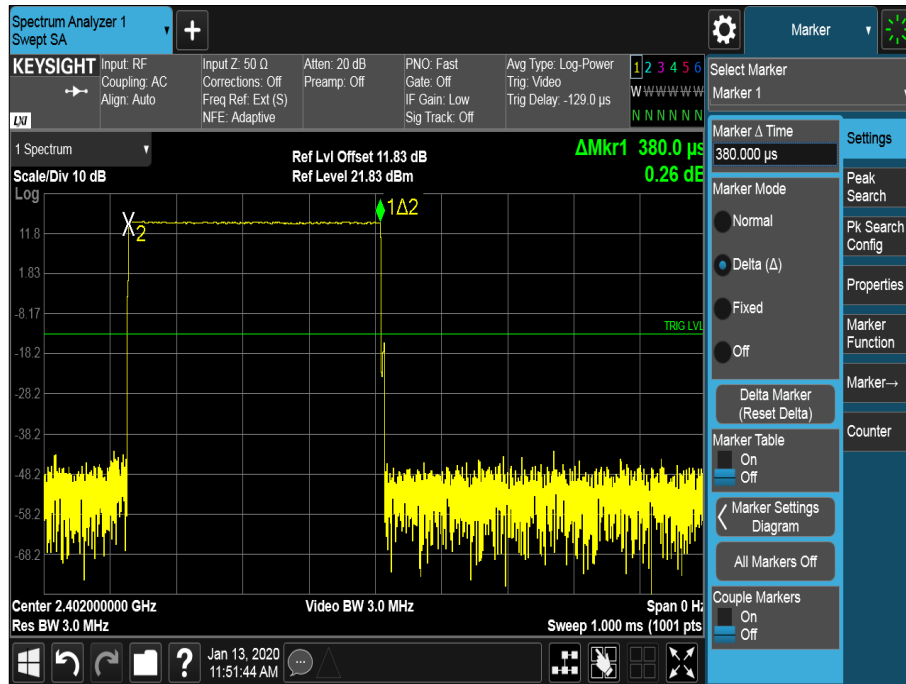 Spectrum Analyzer 1
Swept SA
Marker
KEYSIGHT
LXI
Input: RF
Coupling: AC
Align: Auto
Input Z: 50 Ω
Corrections: Off
Freq Ref: Ext (S)
NFE: Adaptive
Atten: 20 dB
Preamp: Off
PNO: Fast
Gate: Off
IF Gain: Low
Sig Track: Off
Avg Type: Log-Power
Trig: Video
Trig Delay: -129.0 µs
1 2 3 4 5 6
W W W W W W
N N N N N N
Select Marker
Marker 1
1 Spectrum
Scale/Div 10 dB
Log
Ref Lvl Offset 11.83 dB
Ref Level 21.83 dBm
ΔMkr1 380.0 µs
0.26 dB
1Δ2
X2
11.8
1.83
-8.17
TRIG LVL
-18.2
-28.2
-38.2
-48.2
-58.2
-68.2
Center 2.402000000 GHz
Res BW 3.0 MHz
Video BW 3.0 MHz
Span 0 Hz
Sweep 1.000 ms (1001 pts
Marker Δ Time
380.000 µs
Marker Mode
Normal
Delta (Δ)
Fixed
Off
Delta Marker
(Reset Delta)
Marker Table
On
Off
Marker Settings
Diagram
All Markers Off
Couple Markers
On
Off
Settings
Peak
Search
Pk Search
Config
Properties
Marker
Function
Marker→
Counter
?
Jan 13, 2020
11:51:44 AM